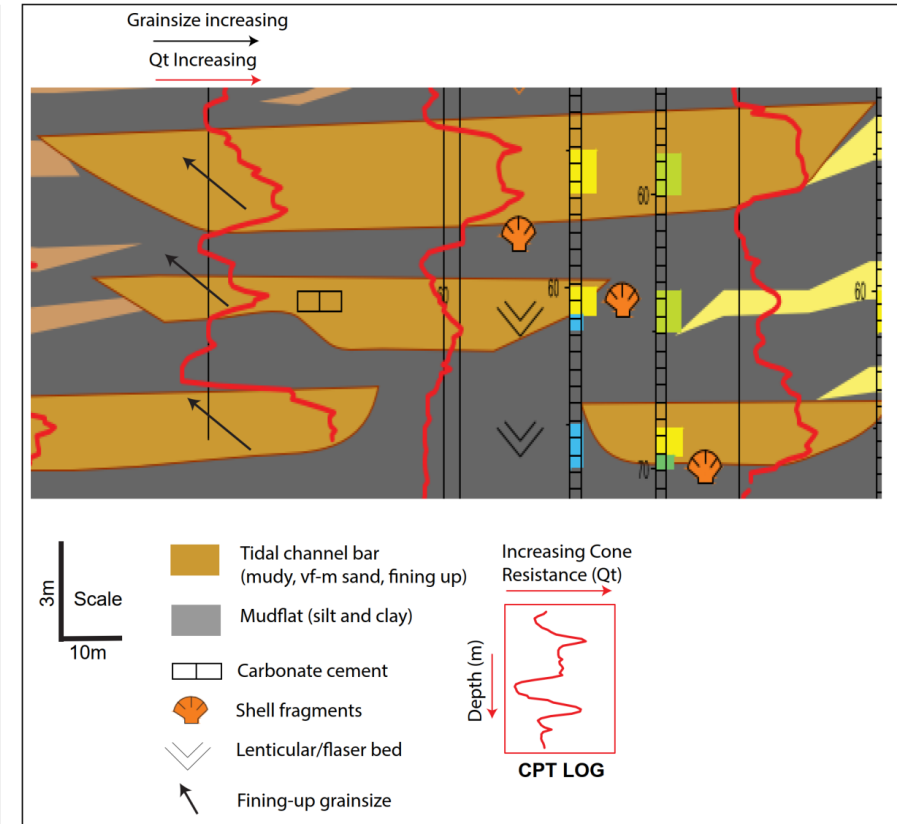 Grainsize increasing
Qt Increasing
60
60
60
60
70
3m
Scale
10m
Tidal channel bar
(mudy, vf-m sand, fining up)
Mudflat (silt and clay)
Carbonate cement
Shell fragments
Lenticular/flaser bed
Fining-up grainsize
Increasing Cone
Resistance (Qt)
Depth (m)
CPT LOG